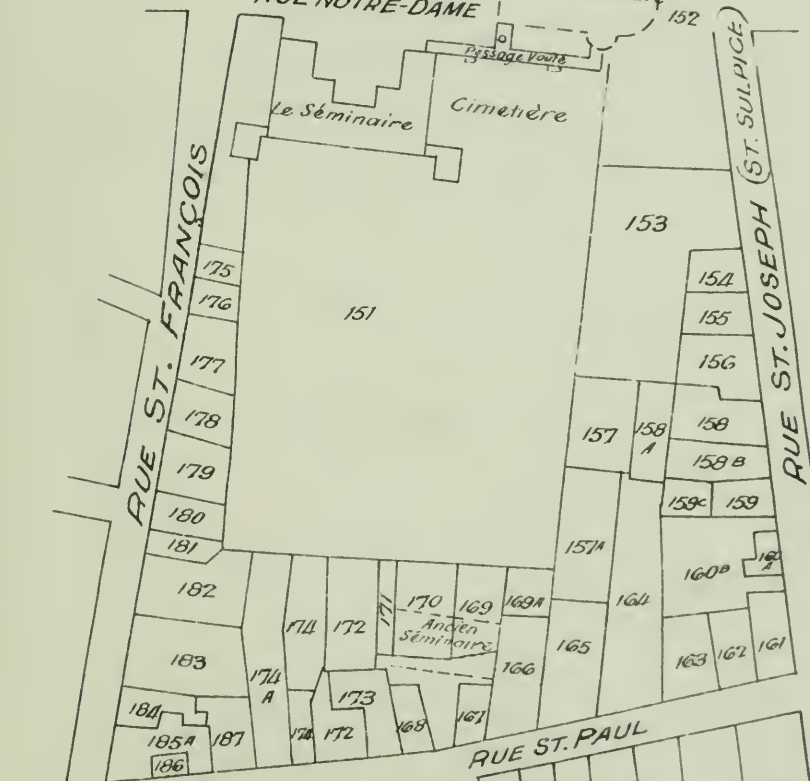 RUE NOTRE-DAME
152
Passage Voûté
Le Séminaire
Cimetière
RUE ST. JOSEPH (ST. SULPICE)
RUE ST. FRANÇOIS
153
175
154
176
151
155
177
156
178
157
158 A
158
179
158 B
180
159C
159
181
157A
160B
160 A
182
174
172
171
170
169
169A
164
Ancien
Séminaire
183
174 A
166
165
163
162
161
184
173
185A
187
174
172
168
167
186
RUE ST. PAUL